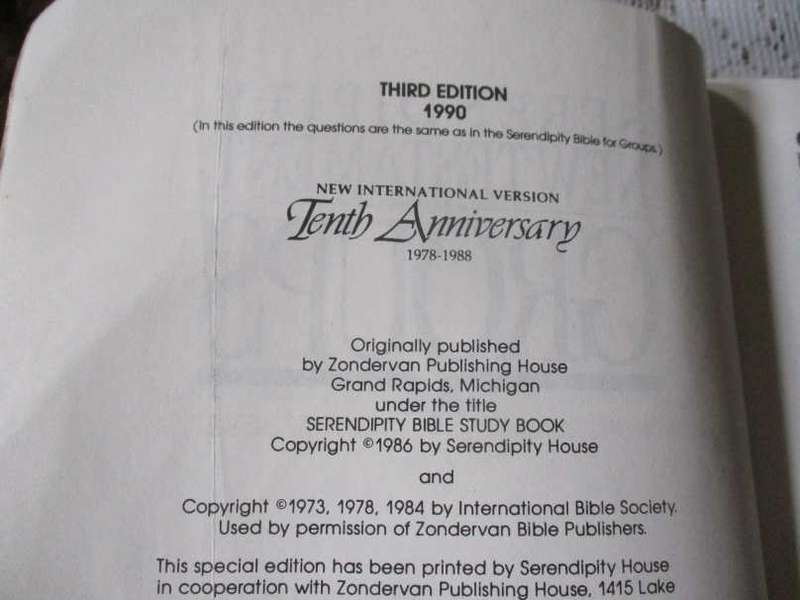 THIRD EDITION
1990
(In this edition the questions are the same as in the Serendipity Bible for Groups.)
NEW INTERNATIONAL VERSION
Tenth Anniversary
1978-1988
Originally published
by Zondervan Publishing House
Grand Rapids, Michigan
under the title
SERENDIPITY BIBLE STUDY BOOK
Copyright ©1986 by Serendipity House
and
Copyright ©1973, 1978, 1984 by International Bible Society.
Used by permission of Zondervan Bible Publishers.
This special edition has been printed by Serendipity House
in cooperation with Zondervan Publishing House, 1415 Lake